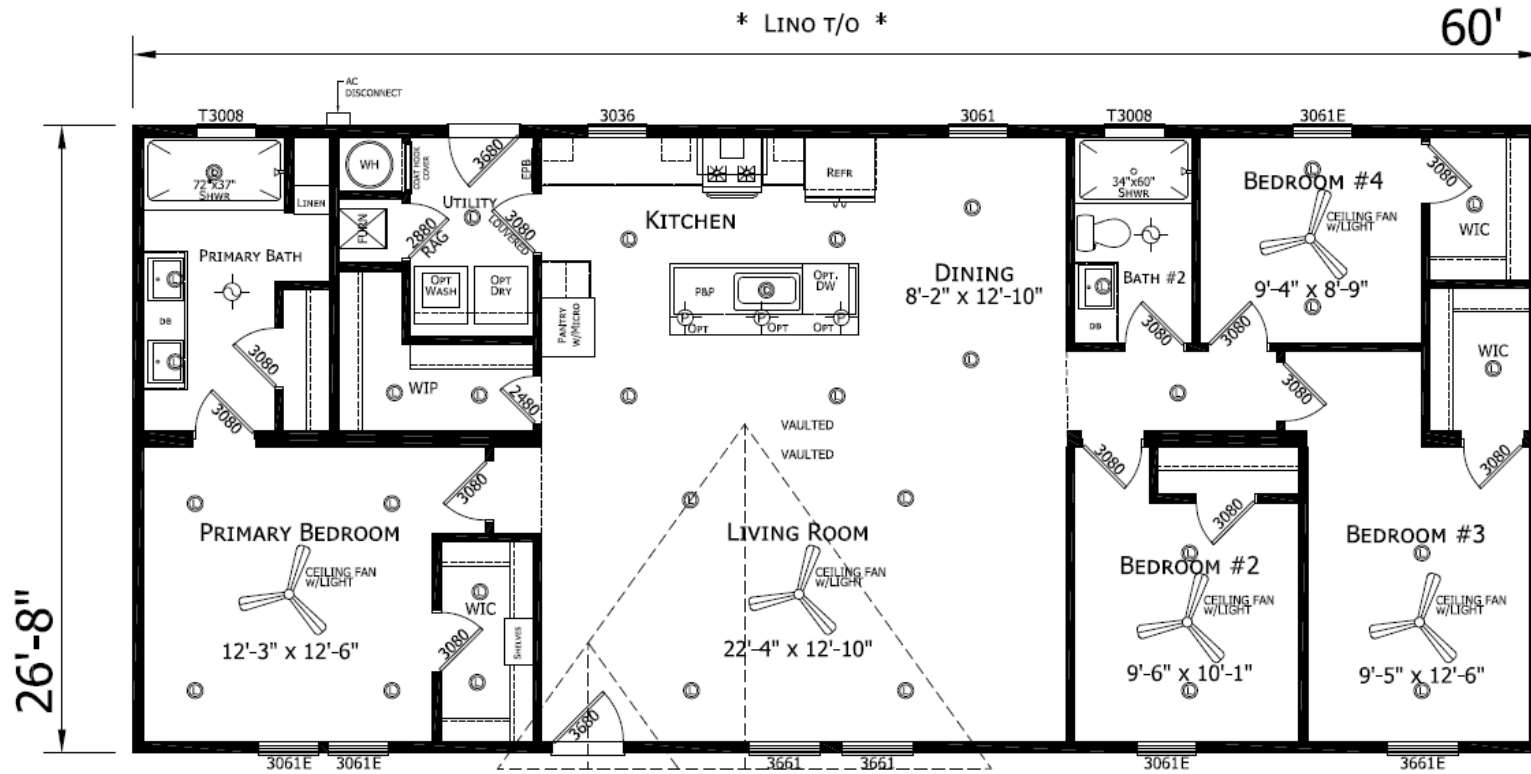 * LINO T/O *
60'
AC
DISCONNECT
T3008
3036
3061
T3008
3061E
72"x37"
SHWR
LINEN
WH
COAT HOOK
COVER
3680
EPB
REFR
34"x60"
SHWR
BEDROOM #4
CEILING FAN
w/LIGHT
9'-4" x 8'-9"
3080
WIC
FURN
2880
RAG
UTILITY
3080
LOUVERED
KITCHEN
PRIMARY BATH
DB
OPT
WASH
OPT
DRY
P&P
OPT.
DW
P
OPT
P
OPT
P
DINING
8'-2" x 12'-10"
BATH #2
DB
3080
3080
WIC
PANTRY
W/MICRO
3080
3080
WIP
2480
L
VAULTED
VAULTED
3080
3080
3080
3080
PRIMARY BEDROOM
CEILING FAN
w/LIGHT
12'-3" x 12'-6"
3080
WIC
3080
SHELVES
LIVING ROOM
CEILING FAN
w/LIGHT
22'-4" x 12'-10"
3680
BEDROOM #2
CEILING FAN
w/LIGHT
9'-6" x 10'-1"
BEDROOM #3
CEILING FAN
w/LIGHT
9'-5" x 12'-6"
26'-8"
3061E
3061E
3661
3661
3061E
3661E